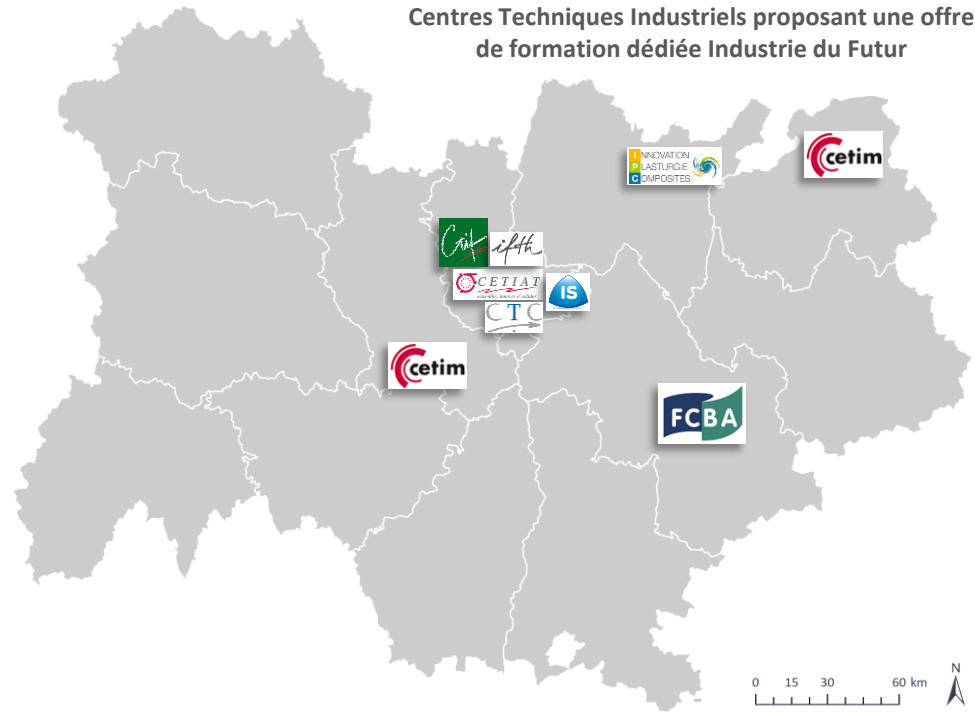 Centres Techniques Industriels proposant une offre
de formation dédiée Industrie du Futur
INNOVATION
PLASTURGIE
COMPOSITES
cetim
ifth
CETIAT
IS
CTC
cetim
FCBA
N
0 15 30 60 km